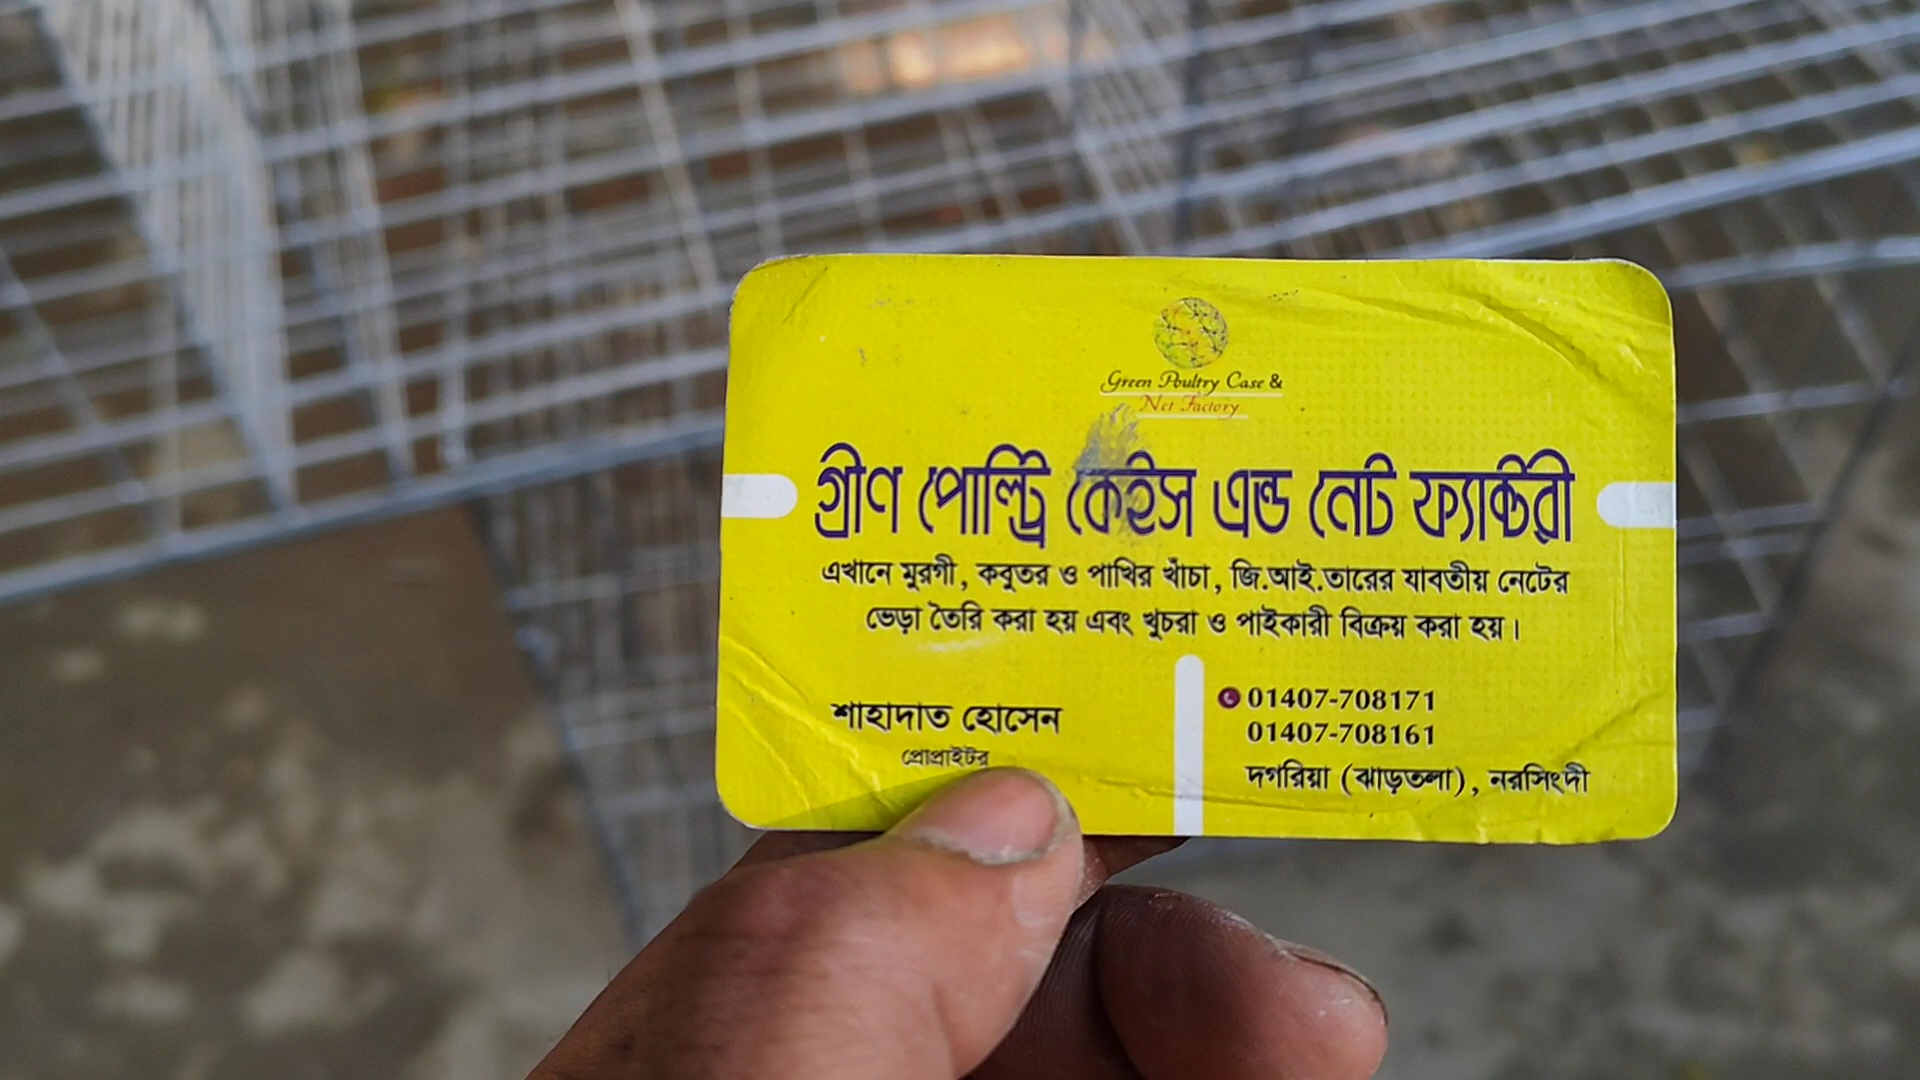 Green Poultry Case &
Net Factory
গ্রীণ পোল্ট্রি কেইস এন্ড নেট ফ্যাক্টরী
এখানে মুরগী, কবুতর ও পাখির খাঁচা, জি.আই.তারের যাবতীয় নেটের
ভেড়া তৈরি করা হয় এবং খুচরা ও পাইকারী বিক্রয় করা হয়।
শাহাদাত হোসেন
প্রোপ্রাইটর
01407-708171
01407-708161
দগরিয়া (ঝাড়তলা), নরসিংদী